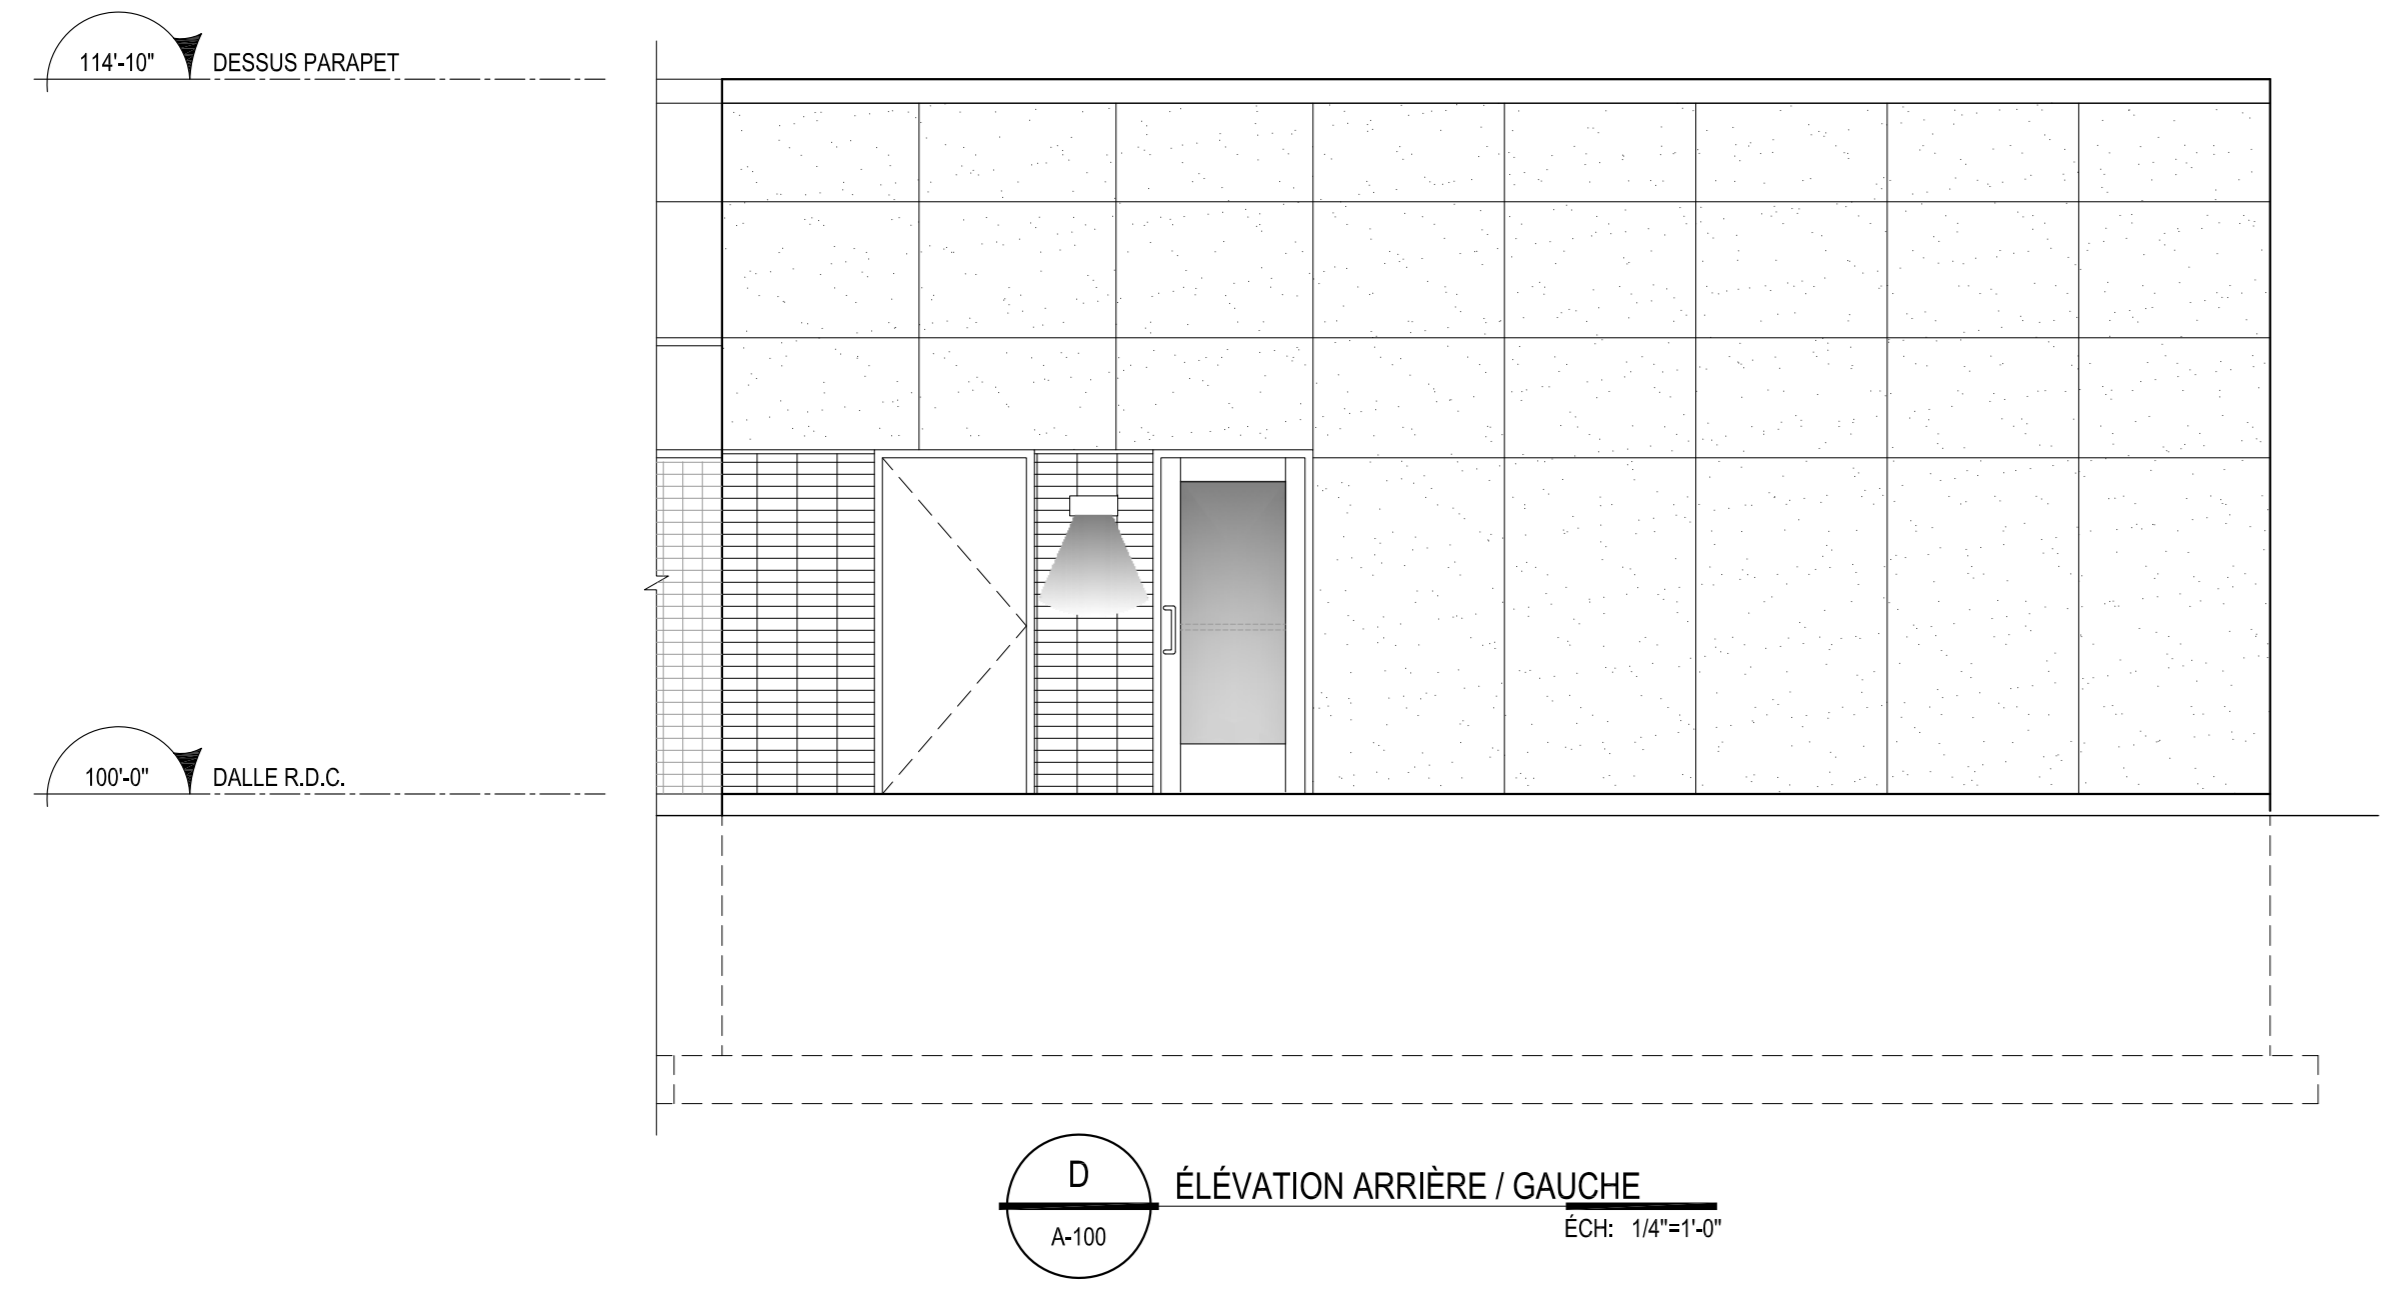 114'-10" DESSUS PARAPET
100'-0" DALLE R.D.C.
D
ÉLÉVATION ARRIÈRE / GAUCHE
A-100
ÉCH: 1/4"=1'-0"